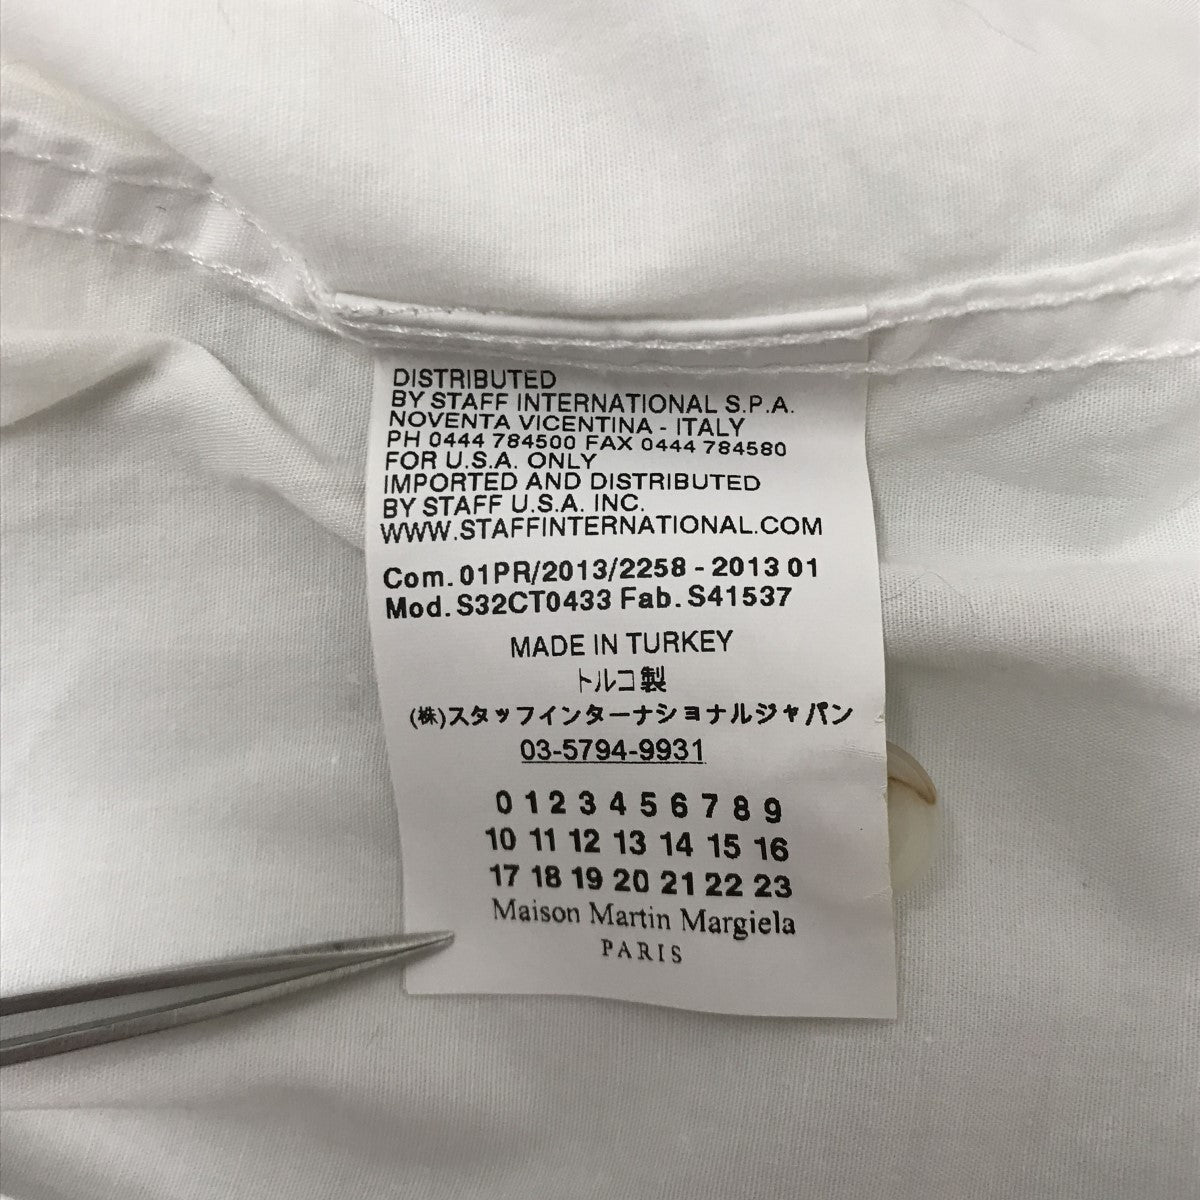 DISTRIBUTED
BY STAFF INTERNATIONAL S.P.A.
NOVENTA VICENTINA - ITALY
PH 0444 784500 FAX 0444 784580
FOR U.S.A. ONLY
IMPORTED AND DISTRIBUTED
BY STAFF U.S.A. INC.
WWW.STAFFINTERNATIONAL.COM
Com. 01PR/2013/2258 - 2013 01
Mod. S32CT0433 Fab. S41537
MADE IN TURKEY
トルコ製
(株)スタッフインターナショナルジャパン
03-5794-9931
0 1 2 3 4 5 6 7 8 9
10 11 12 13 14 15 16
17 18 19 20 21 22 23
Maison Martin Margiela
PARIS